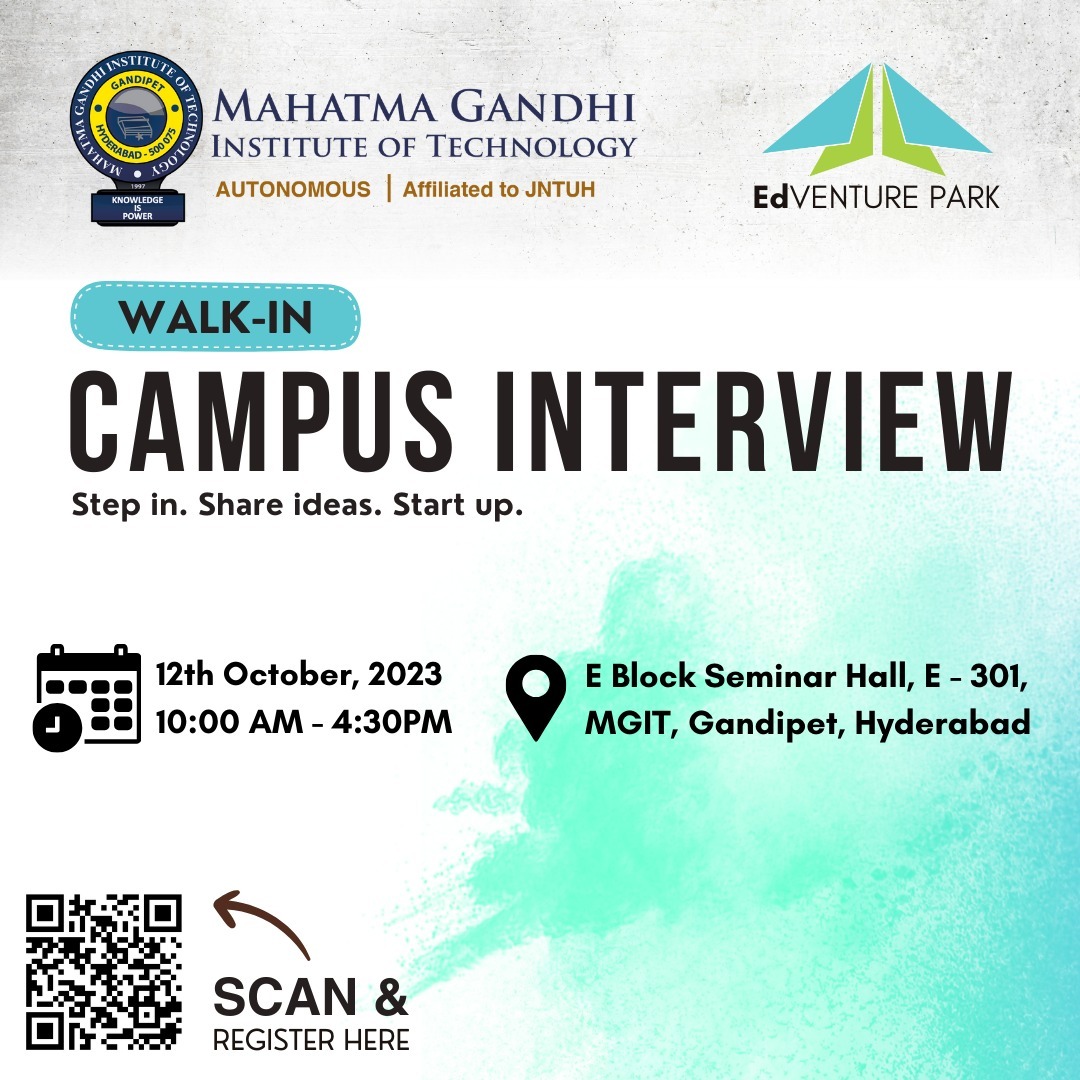 MAHATMA GANDHI INSTITUTE OF TECHNOLOGY
GANDIPET
HYDERABAD - 500 075
1997
KNOWLEDGE
IS
POWER
MAHATMA GANDHI
INSTITUTE OF TECHNOLOGY
AUTONOMOUS | Affiliated to JNTUH
EdVENTURE PARK
WALK-IN
CAMPUS INTERVIEW
Step in. Share ideas. Start up.
12th October, 2023
10:00 AM - 4:30PM
E Block Seminar Hall, E - 301,
MGIT, Gandipet, Hyderabad
SCAN &
REGISTER HERE